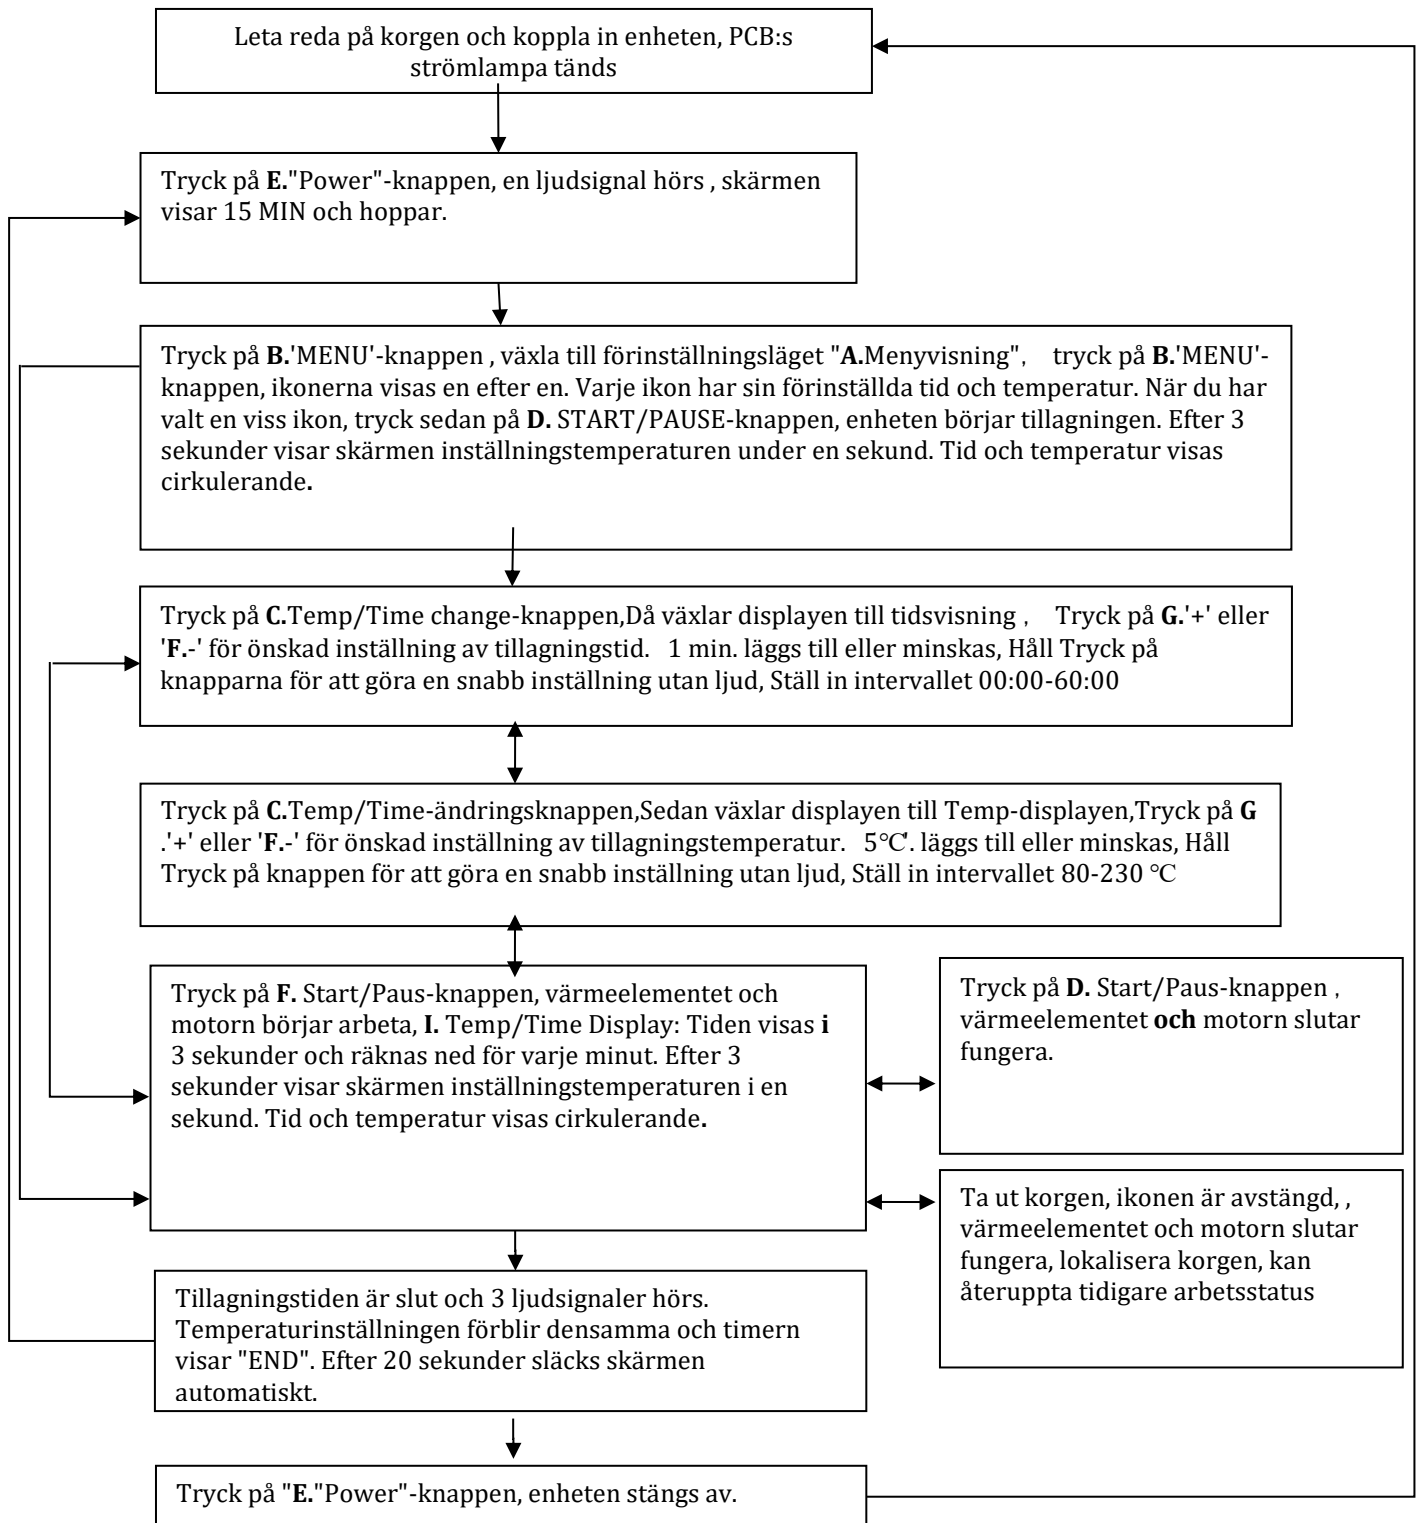 Leta reda på korgen och koppla in enheten, PCB:s
strömlampa tänds
Tryck på E."Power"-knappen, en ljudsignal hörs , skärmen
visar 15 MIN och hoppar.
Tryck på B.'MENU'-knappen , växla till förinställningsläget "A.Menyvisning",   tryck på B.'MENU'-
knappen, ikonerna visas en efter en. Varje ikon har sin förinställda tid och temperatur. När du har
valt en viss ikon, tryck sedan på D. START/PAUSE-knappen, enheten börjar tillagningen. Efter 3
sekunder visar skärmen inställningstemperaturen under en sekund. Tid och temperatur visas
cirkulerande.
Tryck på C.Temp/Time change-knappen,Då växlar displayen till tidsvisning ,   Tryck på G.'+' eller
'F.-' för önskad inställning av tillagningstid.   1 min. läggs till eller minskas, Håll Tryck på
knapparna för att göra en snabb inställning utan ljud, Ställ in intervallet 00:00-60:00
Tryck på C.Temp/Time-ändringsknappen,Sedan växlar displayen till Temp-displayen,Tryck på G
.'+' eller 'F.-' för önskad inställning av tillagningstemperatur.   5℃'. läggs till eller minskas, Håll
Tryck på knappen för att göra en snabb inställning utan ljud, Ställ in intervallet 80-230 ℃
Tryck på F. Start/Paus-knappen, värmeelementet och
motorn börjar arbeta, I. Temp/Time Display: Tiden visas i
3 sekunder och räknas ned för varje minut. Efter 3
sekunder visar skärmen inställningstemperaturen i en
sekund. Tid och temperatur visas cirkulerande.
Tryck på D. Start/Paus-knappen ,
värmeelementet och motorn slutar
fungera.
Ta ut korgen, ikonen är avstängd, ,
värmeelementet och motorn slutar
fungera, lokalisera korgen, kan
återuppta tidigare arbetsstatus
Tillagningstiden är slut och 3 ljudsignaler hörs.
Temperaturinställningen förblir densamma och timern
visar "END". Efter 20 sekunder släcks skärmen
automatiskt.
Tryck på "E."Power"-knappen, enheten stängs av.